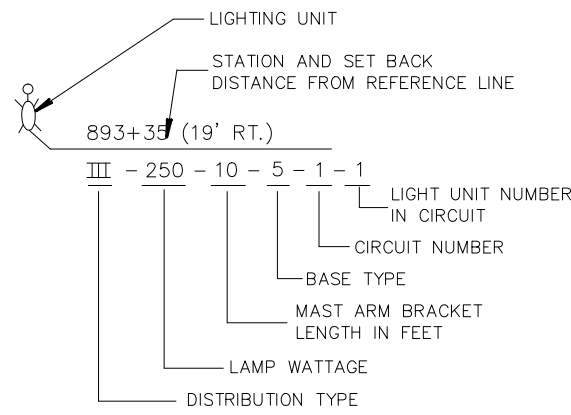 LIGHTING UNIT
STATION AND SET BACK
DISTANCE FROM REFERENCE LINE
893+35 (19' RT.)
III - 250 - 10 - 5 - 1 - 1
LIGHT UNIT NUMBER
IN CIRCUIT
CIRCUIT NUMBER
BASE TYPE
MAST ARM BRACKET
LENGTH IN FEET
LAMP WATTAGE
DISTRIBUTION TYPE